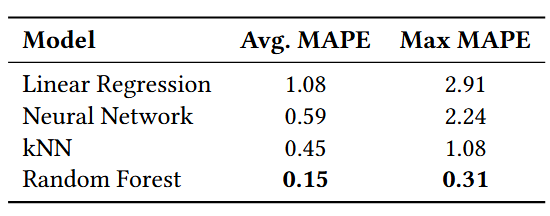 Model Avg. MAPE Max MAPE
Linear Regression 1.08 2.91
Neural Network 0.59 2.24
kNN 0.45 1.08
Random Forest 0.15 0.31